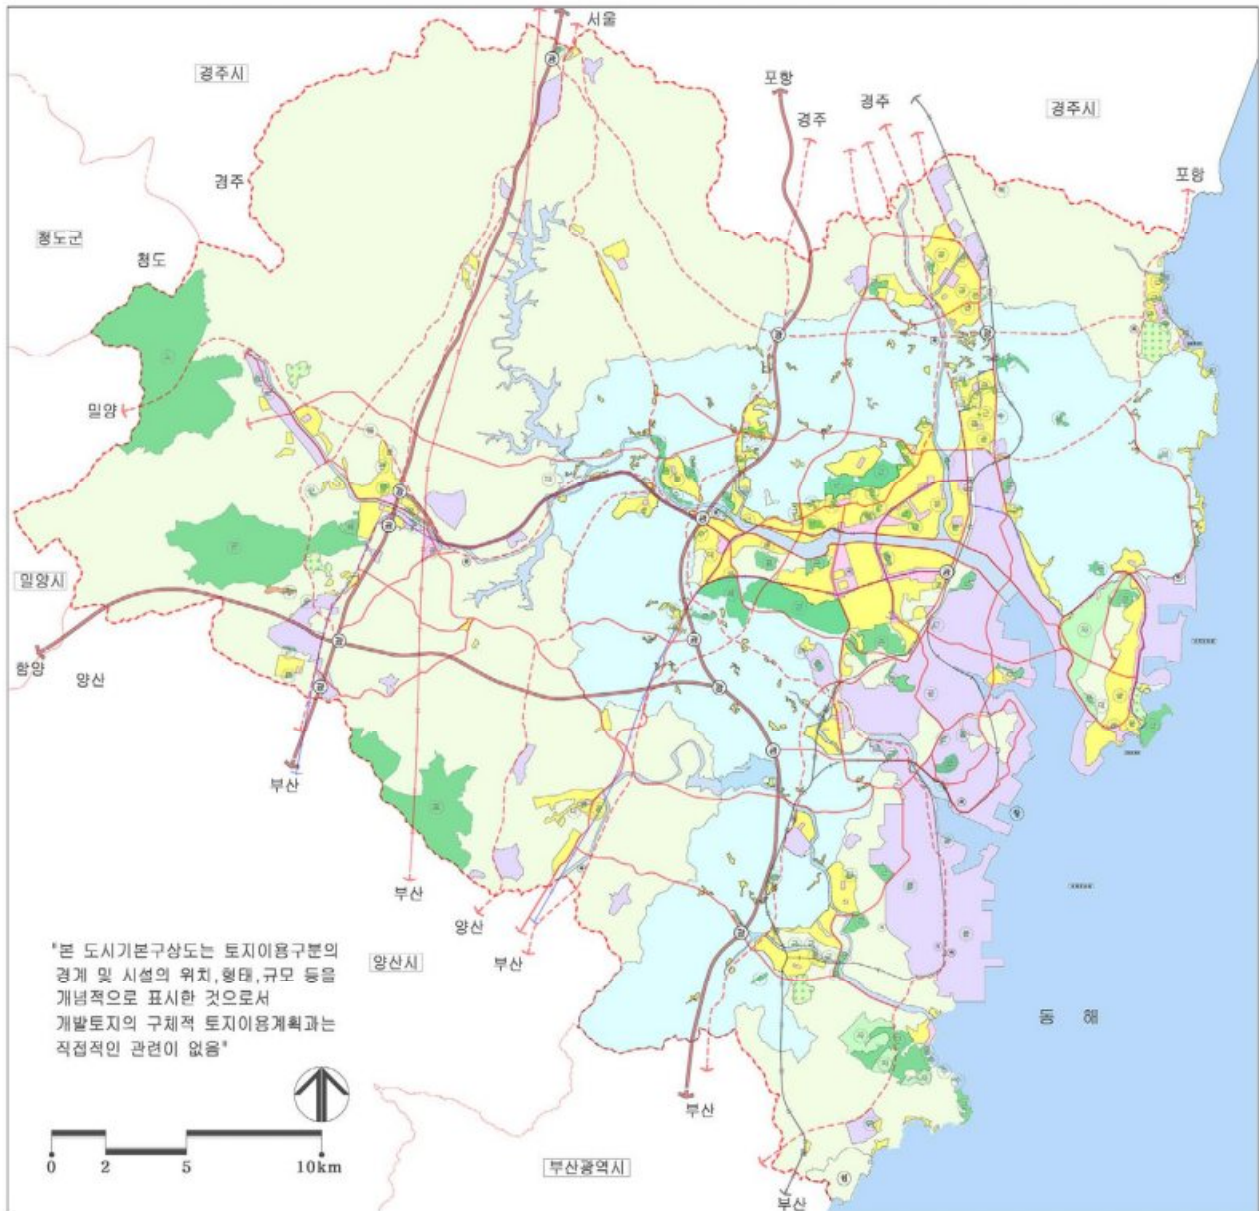 서울
경주시
포항
경주
경주
경주시
포항
경주
청도군
청도
밀양
밀양시
함양
양산
부산
부산
양산
부산
양산시
"본 도시기본구상도는 토지이용구분의
경계 및 시설의 위치,형태,규모 등을
개념적으로 표시한 것으로서
개발토지의 구체적 토지이용계획과는
직접적인 관련이 없음"
동 해
부산
0 2 5 10km
부산광역시
부산